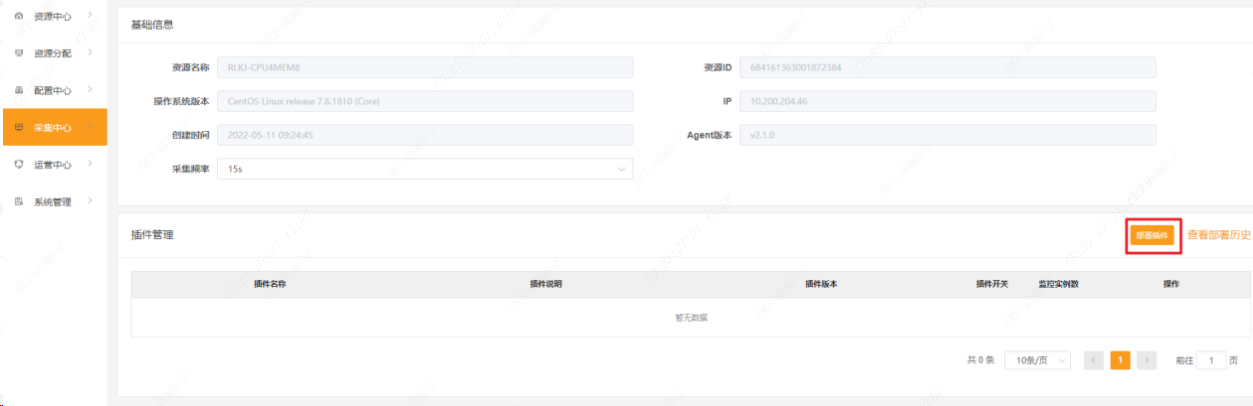 资源中心
资源分配
配置中心
采集中心
运营中心
系统管理
基础信息
资源名称 RLKJ-CPU4MEM8 资源ID 684161363001872384
操作系统版本 CentOS Linux release 7.6.1810 (Core) IP 10.200.204.46
创建时间 2022-05-11 09:24:45 Agent版本 v2.1.0
采集频率 15s
插件管理 部署插件 查看部署历史
插件名称 插件说明 插件版本 插件开关 监控实例数 操作
暂无数据
共 0 条 10条/页 < 1 > 前往 1 页